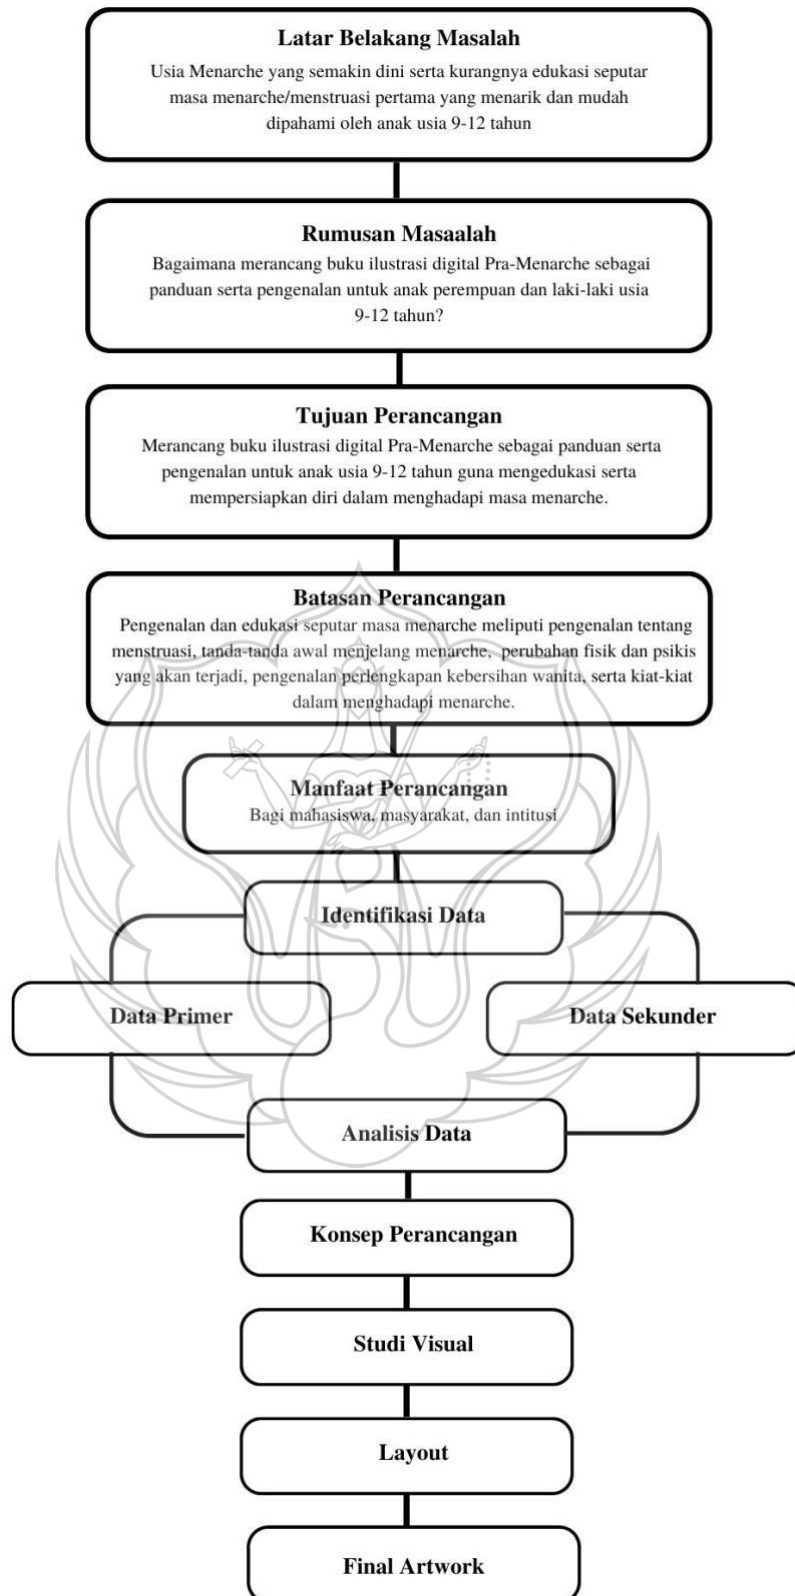 Latar Belakang Masalah
Usia Menarche yang semakin dini serta kurangnya edukasi seputar
masa menarche/menstruasi pertama yang menarik dan mudah
dipahami oleh anak usia 9-12 tahun
Rumusan Masaalah
Bagaimana merancang buku ilustrasi digital Pra-Menarche sebagai
panduan serta pengenalan untuk anak perempuan dan laki-laki usia
9-12 tahun?
Tujuan Perancangan
Merancang buku ilustrasi digital Pra-Menarche sebagai panduan serta
pengenalan untuk anak usia 9-12 tahun guna mengedukasi serta
mempersiapkan diri dalam menghadapi masa menarche.
Batasan Perancangan
Pengenalan dan edukasi seputar masa menarche meliputi pengenalan tentang
menstruasi, tanda-tanda awal menjelang menarche, perubahan fisik dan psikis
yang akan terjadi, pengenalan perlengkapan kebersihan wanita, serta kiat-kiat
dalam menghadapi menarche.
Manfaat Perancangan
Bagi mahasiswa, masyarakat, dan intitusi
Identifikasi Data
Data Primer
Data Sekunder
Analisis Data
Konsep Perancangan
Studi Visual
Layout
Final Artwork